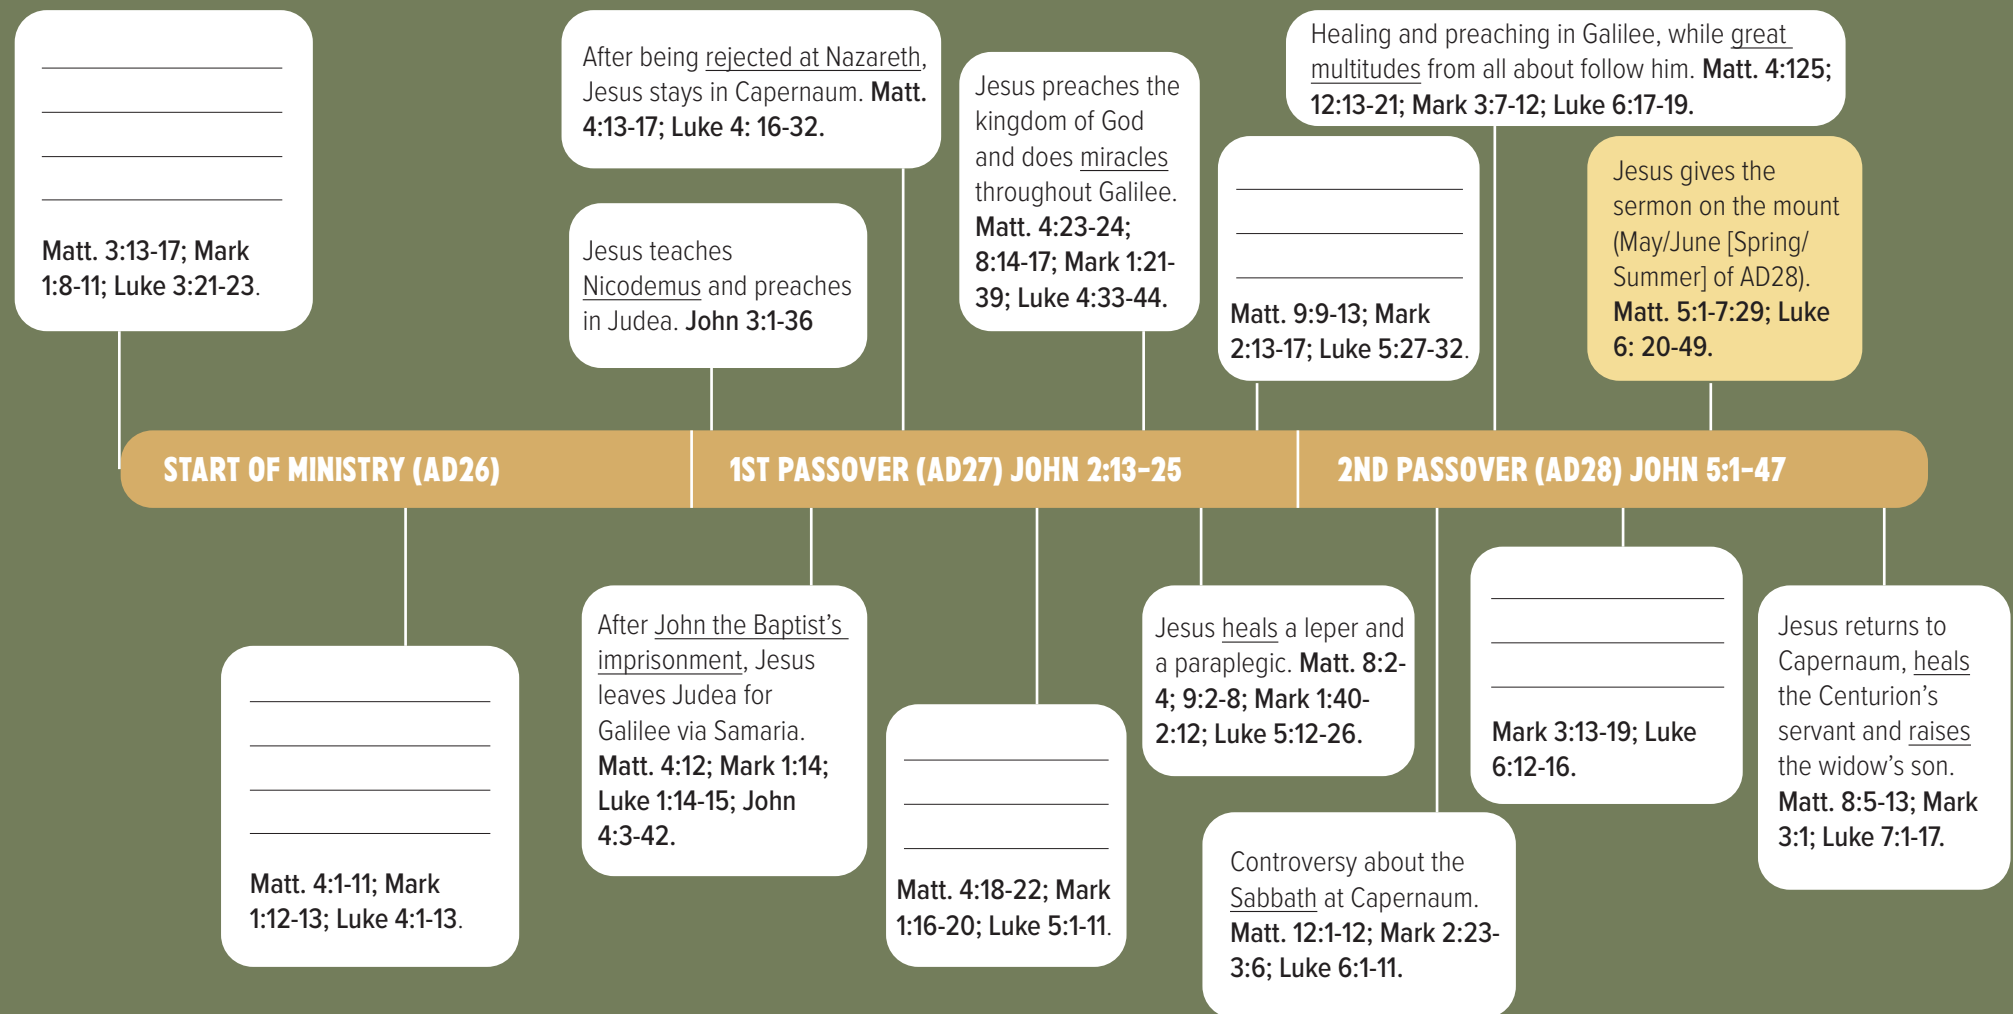 Matt. 3:13-17; Mark
1:8-11; Luke 3:21-23.
After being rejected at Nazareth,
Jesus stays in Capernaum. Matt.
4:13-17; Luke 4: 16-32.
Jesus teaches
Nicodemus and preaches
in Judea. John 3:1-36
Jesus preaches the
kingdom of God
and does miracles
throughout Galilee.
Matt. 4:23-24;
8:14-17; Mark 1:21-
39; Luke 4:33-44.
Healing and preaching in Galilee, while great
multitudes from all about follow him. Matt. 4:125;
12:13-21; Mark 3:7-12; Luke 6:17-19.
Matt. 9:9-13; Mark
2:13-17; Luke 5:27-32.
Jesus gives the
sermon on the mount
(May/June [Spring/
Summer] of AD28).
Matt. 5:1-7:29; Luke
6: 20-49.
START OF MINISTRY (AD26)
1ST PASSOVER (AD27) JOHN 2:13-25
2ND PASSOVER (AD28) JOHN 5:1-47
Matt. 4:1-11; Mark
1:12-13; Luke 4:1-13.
After John the Baptist's
imprisonment, Jesus
leaves Judea for
Galilee via Samaria.
Matt. 4:12; Mark 1:14;
Luke 1:14-15; John
4:3-42.
Matt. 4:18-22; Mark
1:16-20; Luke 5:1-11.
Jesus heals a leper and
a paraplegic. Matt. 8:2-
4; 9:2-8; Mark 1:40-
2:12; Luke 5:12-26.
Controversy about the
Sabbath at Capernaum.
Matt. 12:1-12; Mark 2:23-
3:6; Luke 6:1-11.
Mark 3:13-19; Luke
6:12-16.
Jesus returns to
Capernaum, heals
the Centurion's
servant and raises
the widow's son.
Matt. 8:5-13; Mark
3:1; Luke 7:1-17.